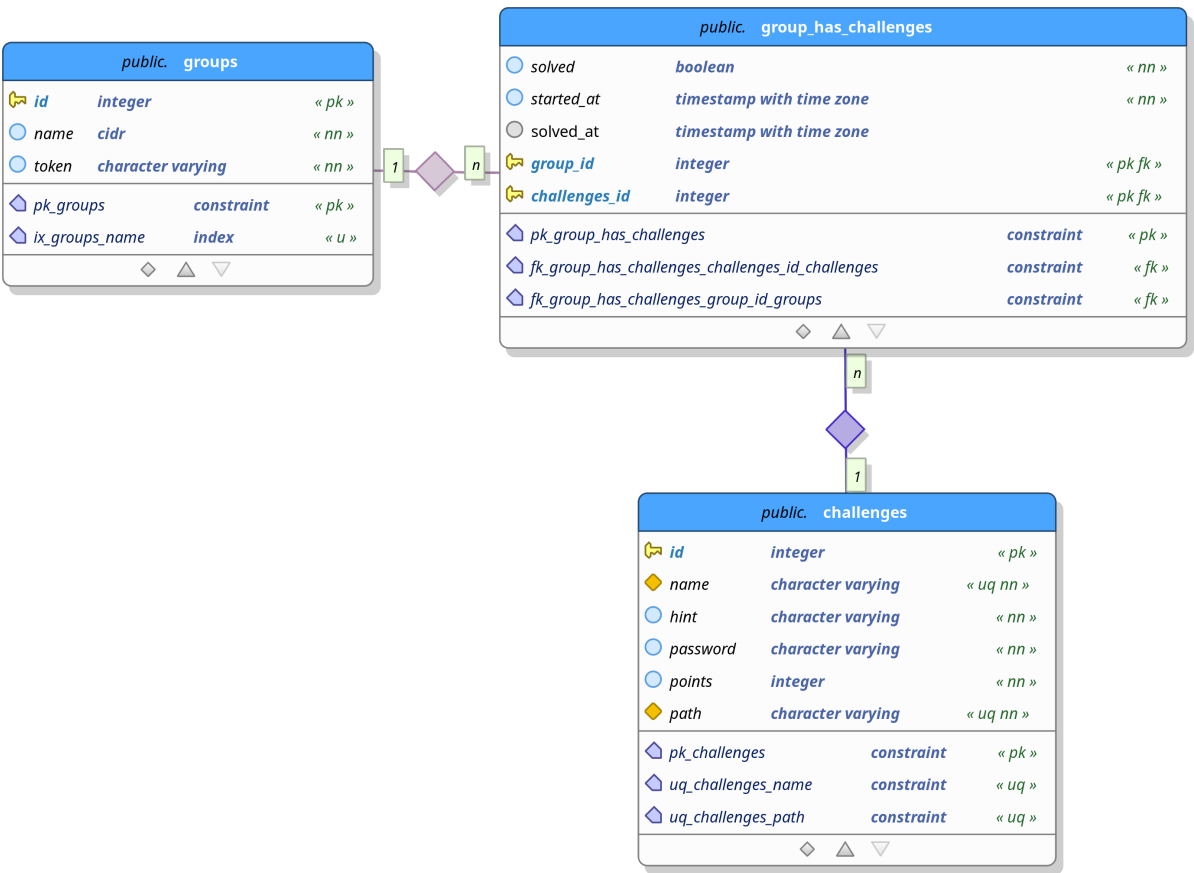 public. groups
id integer « pk »
name cidr « nn »
token character varying « nn »
pk_groups constraint « pk »
ix_groups_name index « u »
1
n
public. group_has_challenges
solved boolean « nn »
started_at timestamp with time zone « nn »
solved_at timestamp with time zone
group_id integer « pk fk »
challenges_id integer « pk fk »
pk_group_has_challenges constraint « pk »
fk_group_has_challenges_challenges_id_challenges constraint « fk »
fk_group_has_challenges_group_id_groups constraint « fk »
n
1
public. challenges
id integer « pk »
name character varying « uq nn »
hint character varying « nn »
password character varying « nn »
points integer « nn »
path character varying « uq nn »
pk_challenges constraint « pk »
uq_challenges_name constraint « uq »
uq_challenges_path constraint « uq »